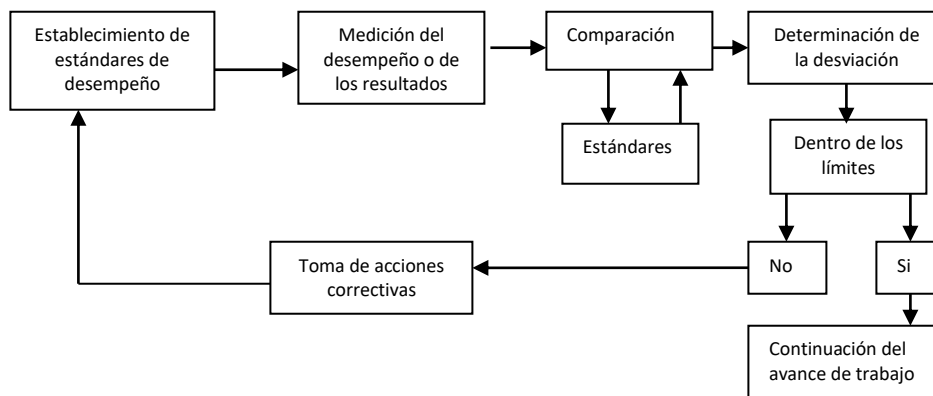 Establecimiento de
estándares de
desempeño
Medición del
desempeño o de
los resultados
Comparación
Determinación de
la desviación
Estándares
Dentro de los
límites
No
Si
Toma de acciones
correctivas
Continuación del
avance de trabajo